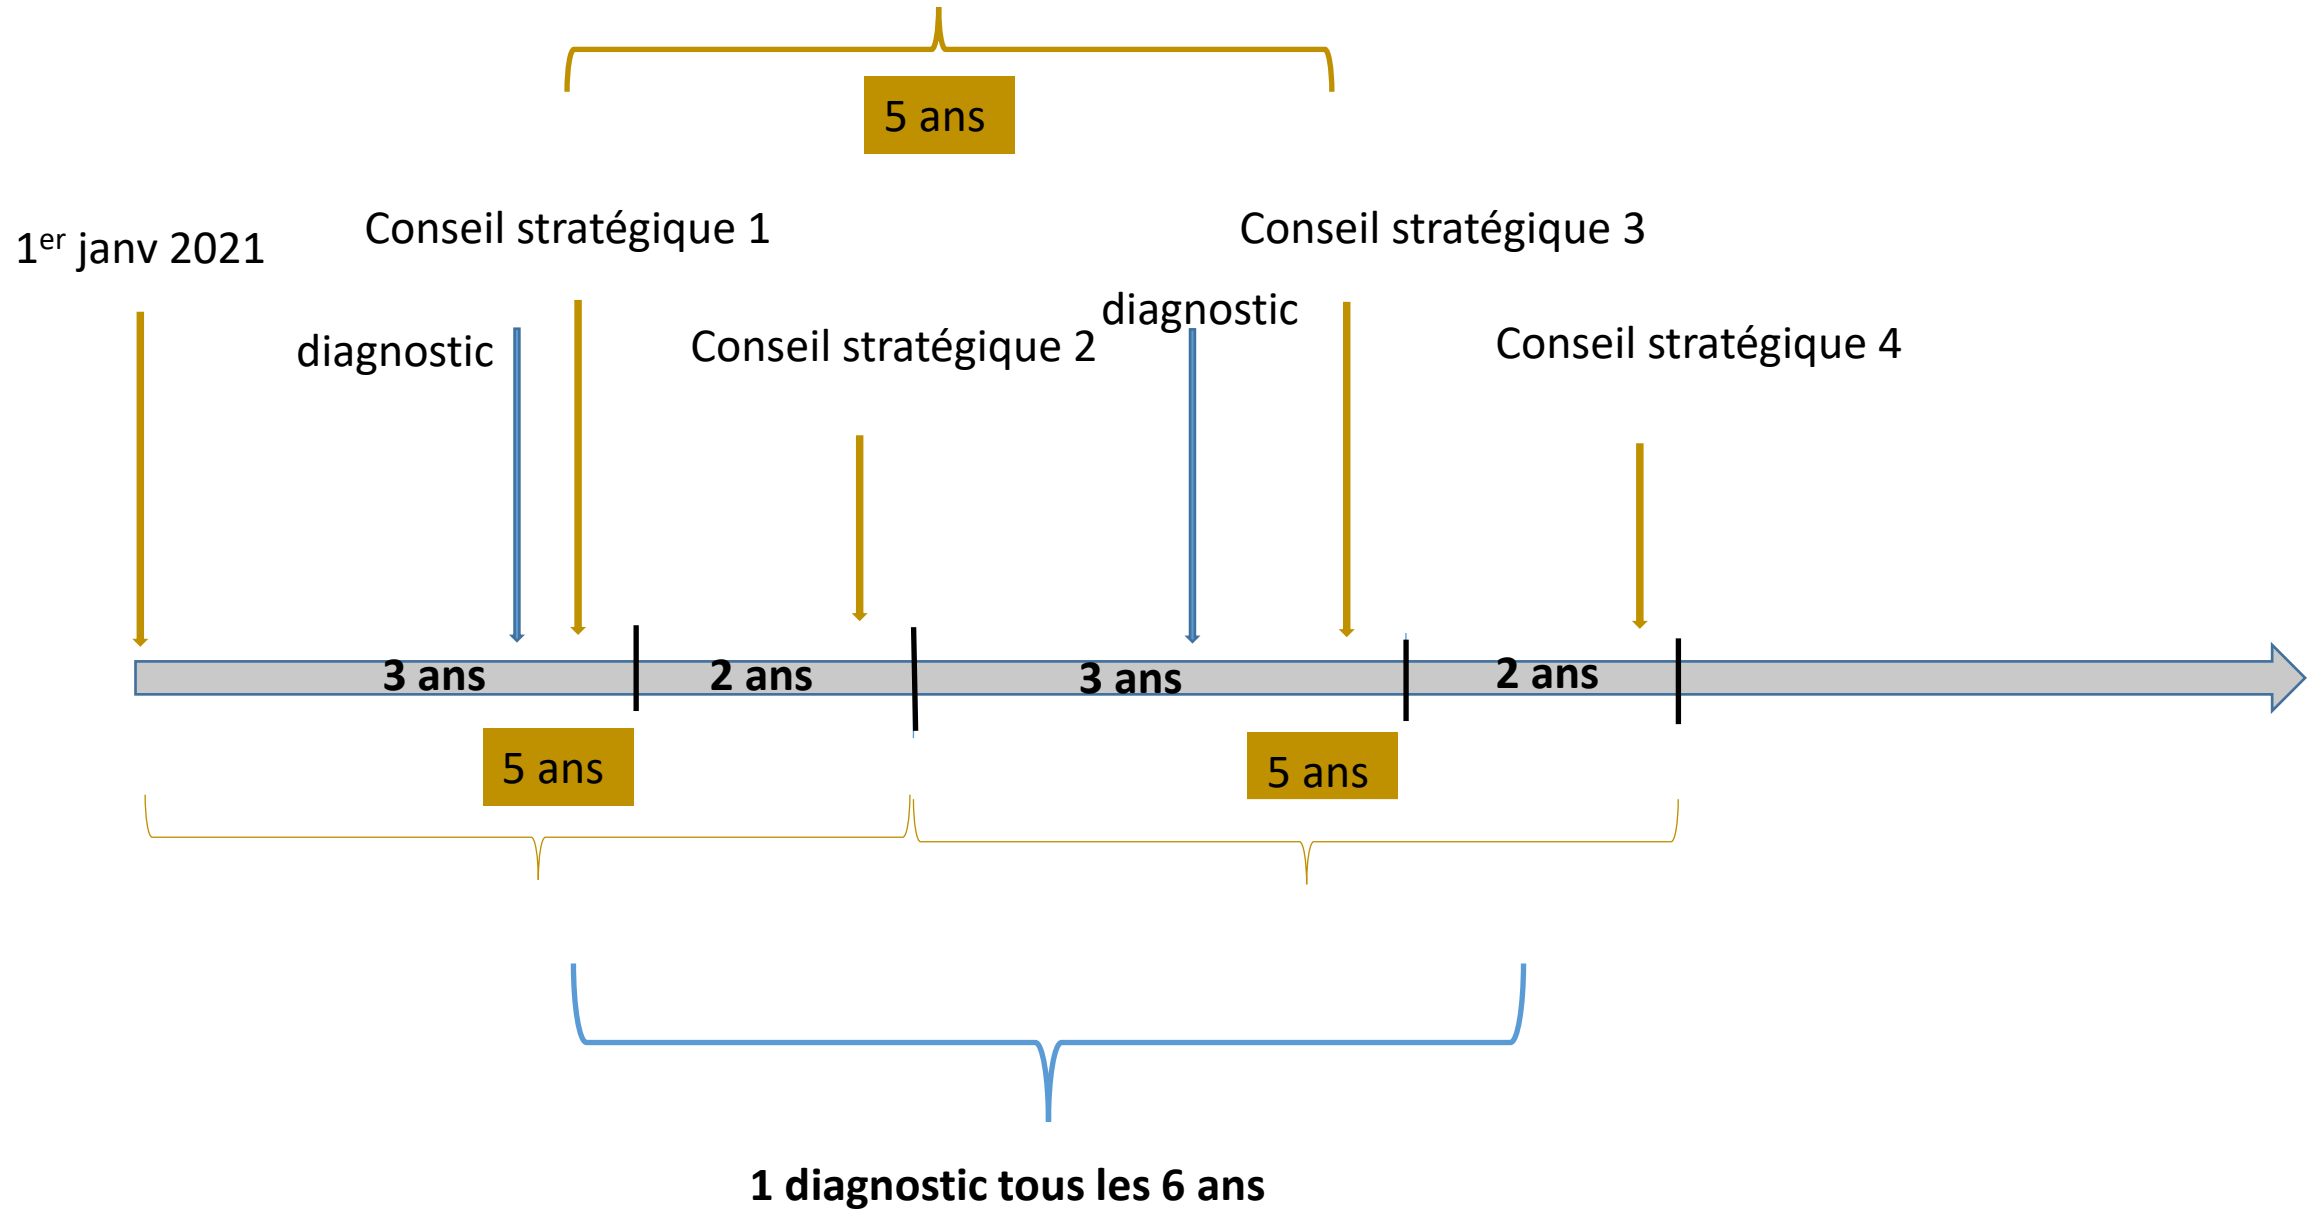 5 ans
Conseil stratégique 1
Conseil stratégique 3
1er janv 2021
diagnostic
Conseil stratégique 4
Conseil stratégique 2
diagnostic
3 ans
2 ans
3 ans
2 ans
5 ans
5 ans
1 diagnostic tous les 6 ans